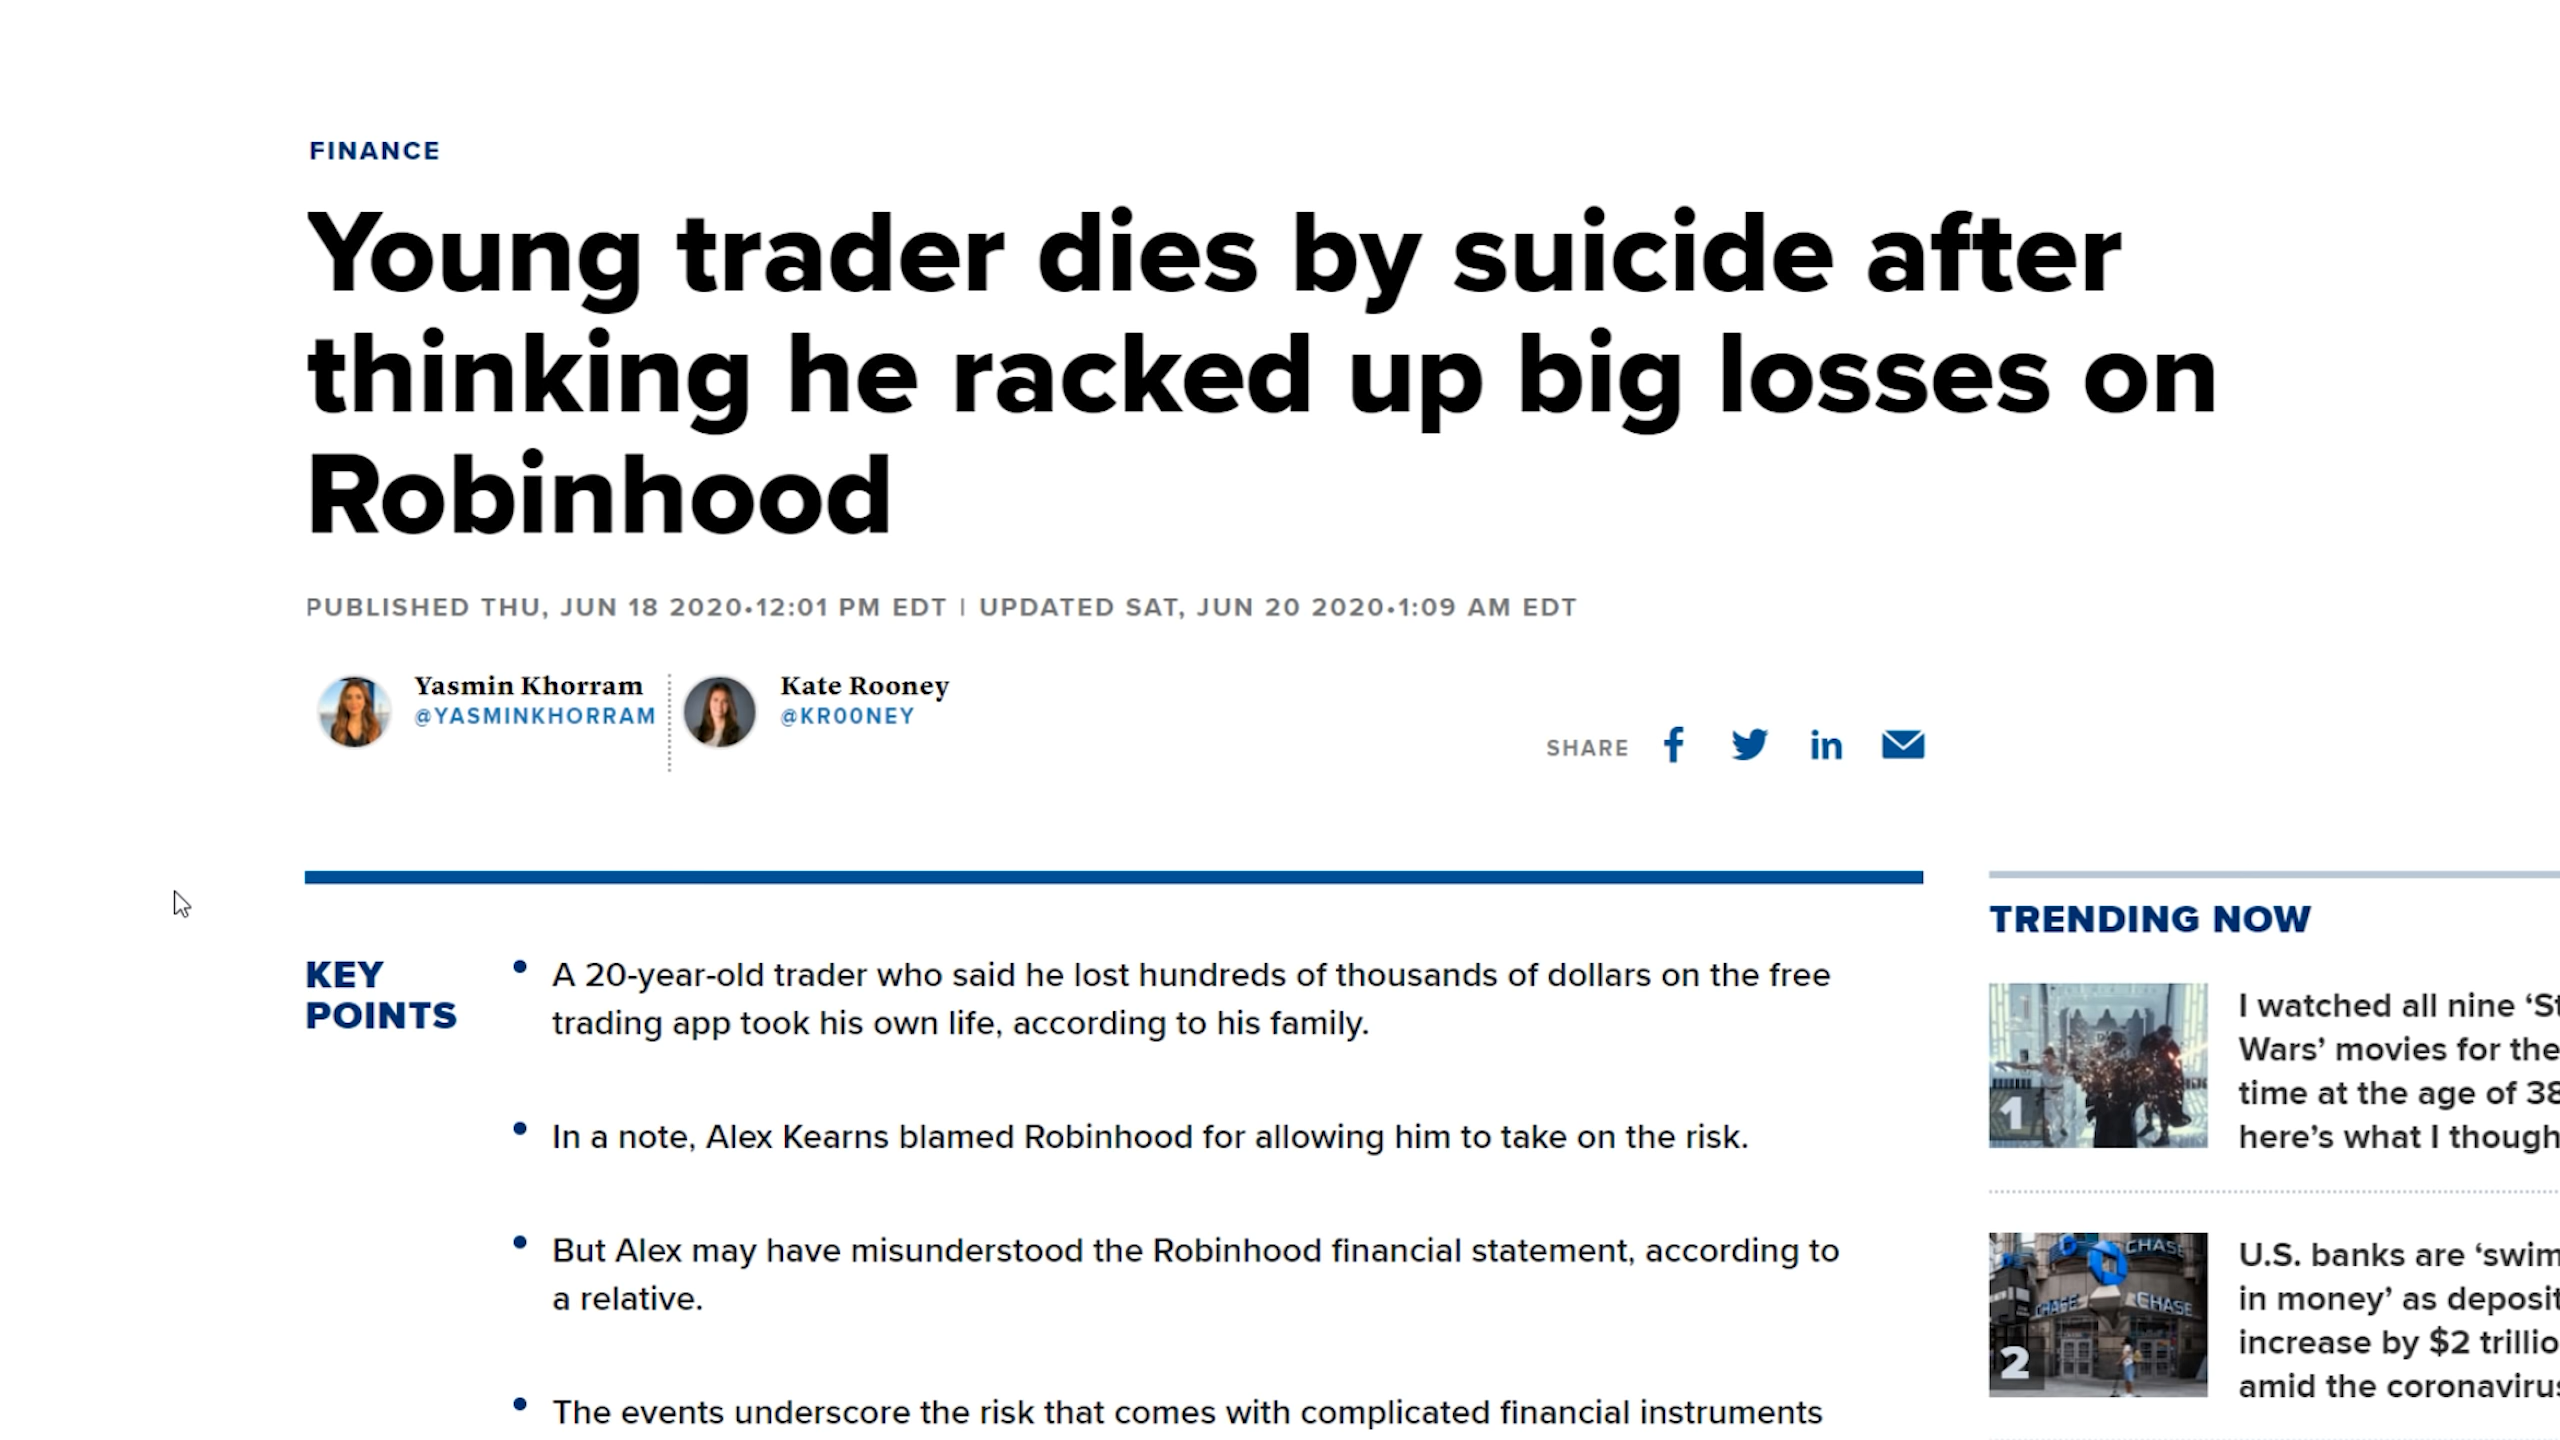 FINANCE
Young trader dies by suicide after
thinking he racked up big losses on
Robinhood
PUBLISHED THU, JUN 18 2020•12:01 PM EDT | UPDATED SAT, JUN 20 2020•1:09 AM EDT
Yasmin Khorram
@YASMINKHORRAM
Kate Rooney
@KR00NEY
SHARE
KEY
POINTS
• A 20-year-old trader who said he lost hundreds of thousands of dollars on the free
trading app took his own life, according to his family.
• In a note, Alex Kearns blamed Robinhood for allowing him to take on the risk.
• But Alex may have misunderstood the Robinhood financial statement, according to
a relative.
• The events underscore the risk that comes with complicated financial instruments
TRENDING NOW
1
I watched all nine ‘St
Wars’ movies for the
time at the age of 38
here’s what I though
2
CHASE
CHASE
CHASE
U.S. banks are ‘swim
in money’ as deposit
increase by $2 trillio
amid the coronavirus